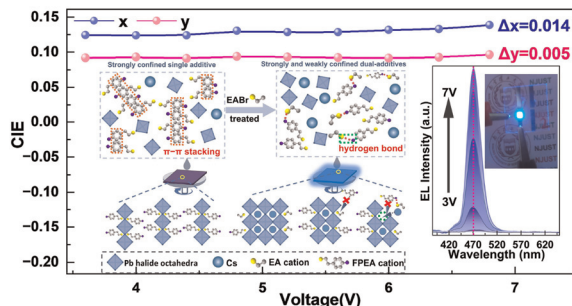 x
y
Δx=0.014
Δy=0.005
CIE
0.15
0.10
0.05
0.00
-0.05
-0.10
-0.15
-0.20
Strongly confined single additive
Strongly and weakly confined dual-additives
EABr
treated
π−π stacking
hydrogen bond
Pb halide octahedra
Cs
EA cation
FPEA cation
4
5
6
7
Voltage(V)
EL Intensity (a.u.)
7V
3V
NJUST
420 470 520 570 620
Wavelength (nm)